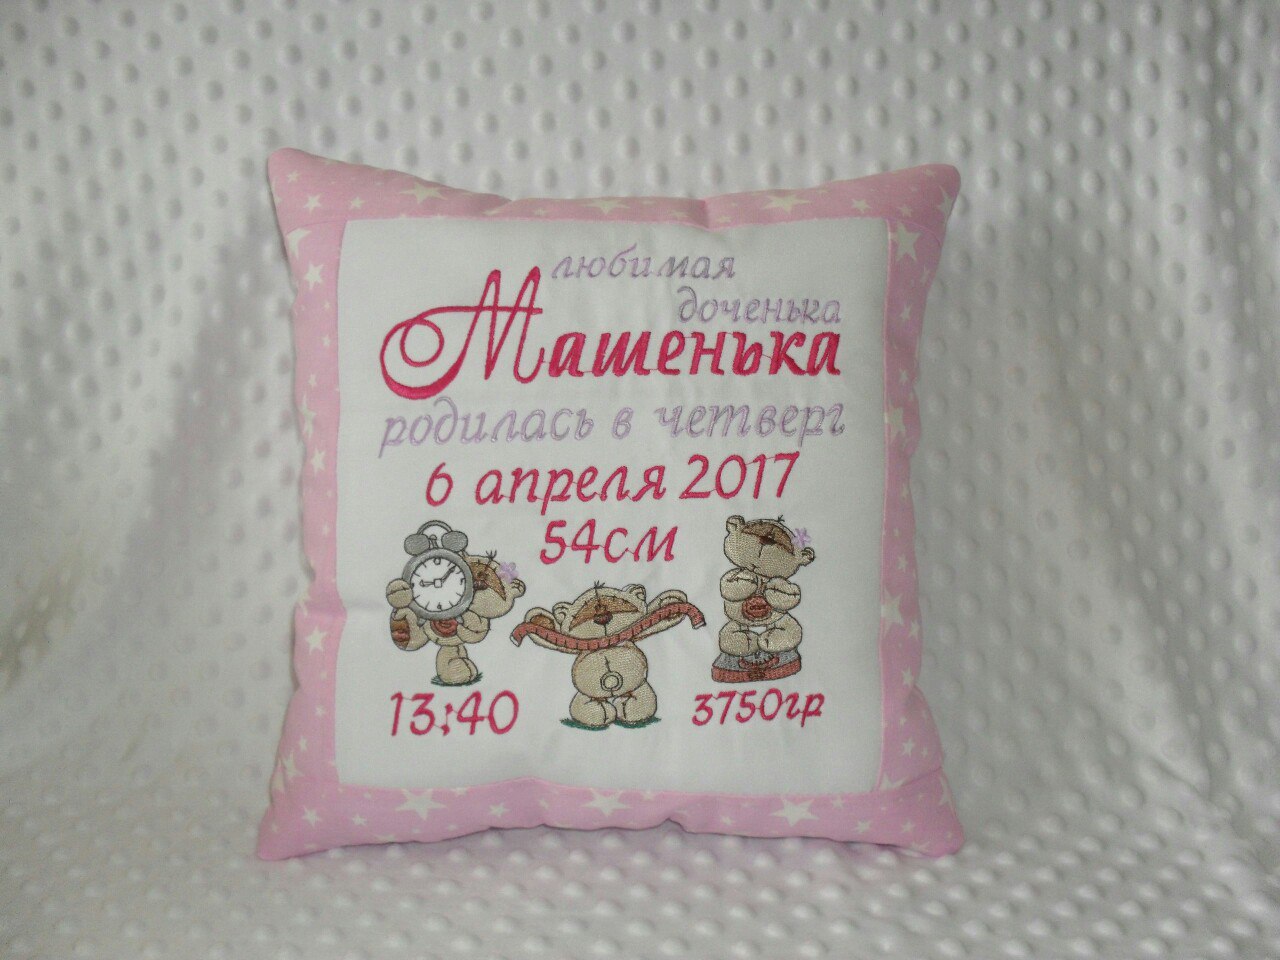 любимая
доченька
Машенька
родилась в четверг
6 апреля 2017
54см
13:40
3750гр